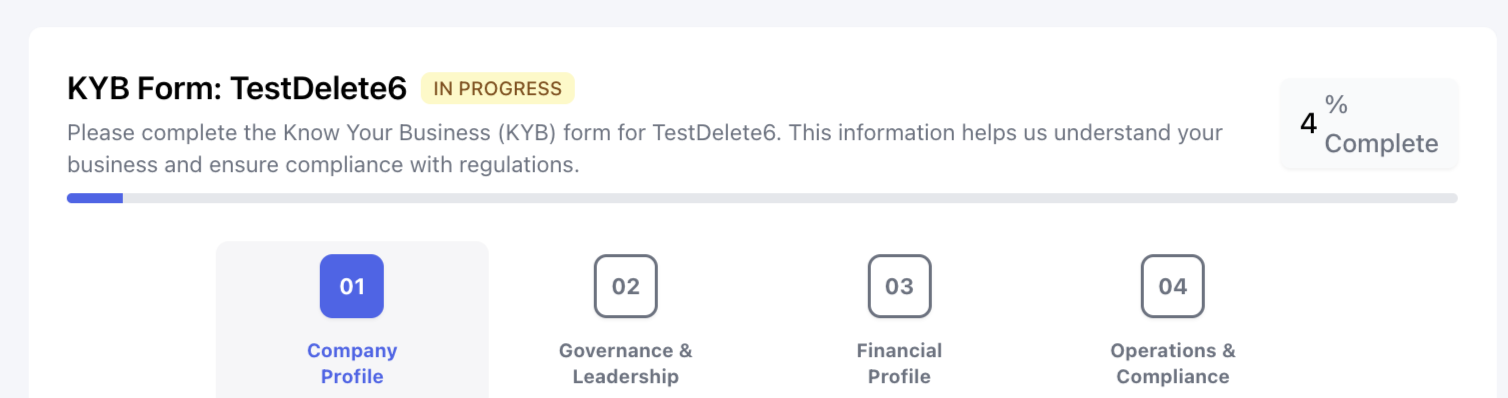 KYB Form: TestDelete6 IN PROGRESS
Please complete the Know Your Business (KYB) form for TestDelete6. This information helps us understand your
business and ensure compliance with regulations.
4 %
Complete
01
Company
Profile
02
Governance &
Leadership
03
Financial
Profile
04
Operations &
Compliance